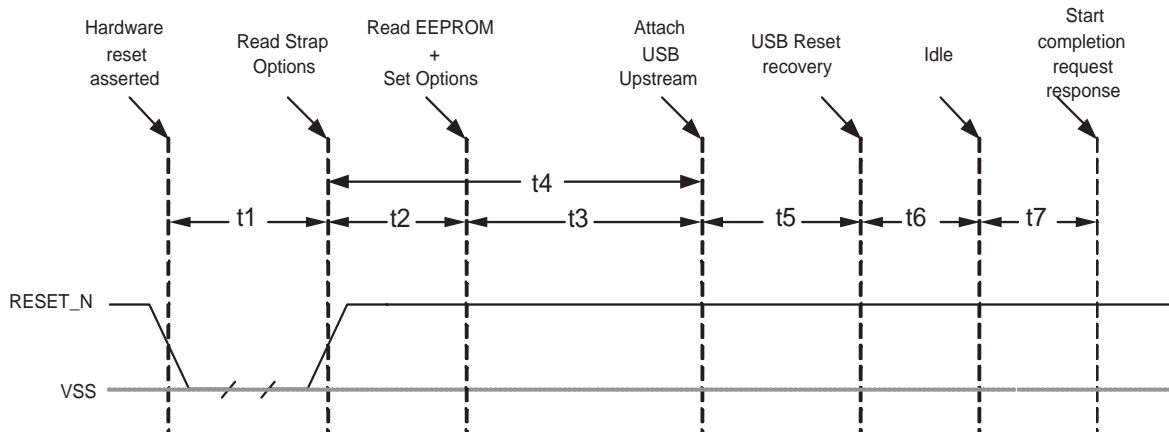 Hardware
reset
asserted
Read Strap
Options
Read EEPROM
+
Set Options
Attach
USB
Upstream
USB Reset
recovery
Idle
Start
completion
request
response
t4
t1
t2
t3
t5
t6
t7
RESET_N
VSS